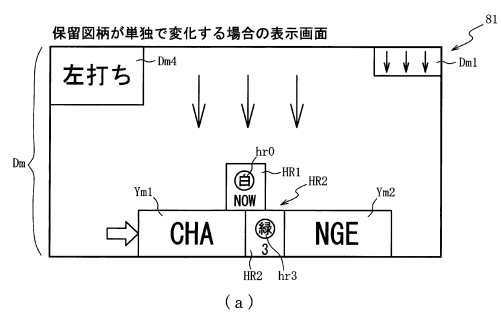 保留図柄が単独で変化する場合の表示画面
81
左打ち
Dm4
Dm1
Dm
hr0
白
NOW
HR1
HR2
Ym1
Ym2
CHA
緑
3
NGE
HR2
hr3
(a)